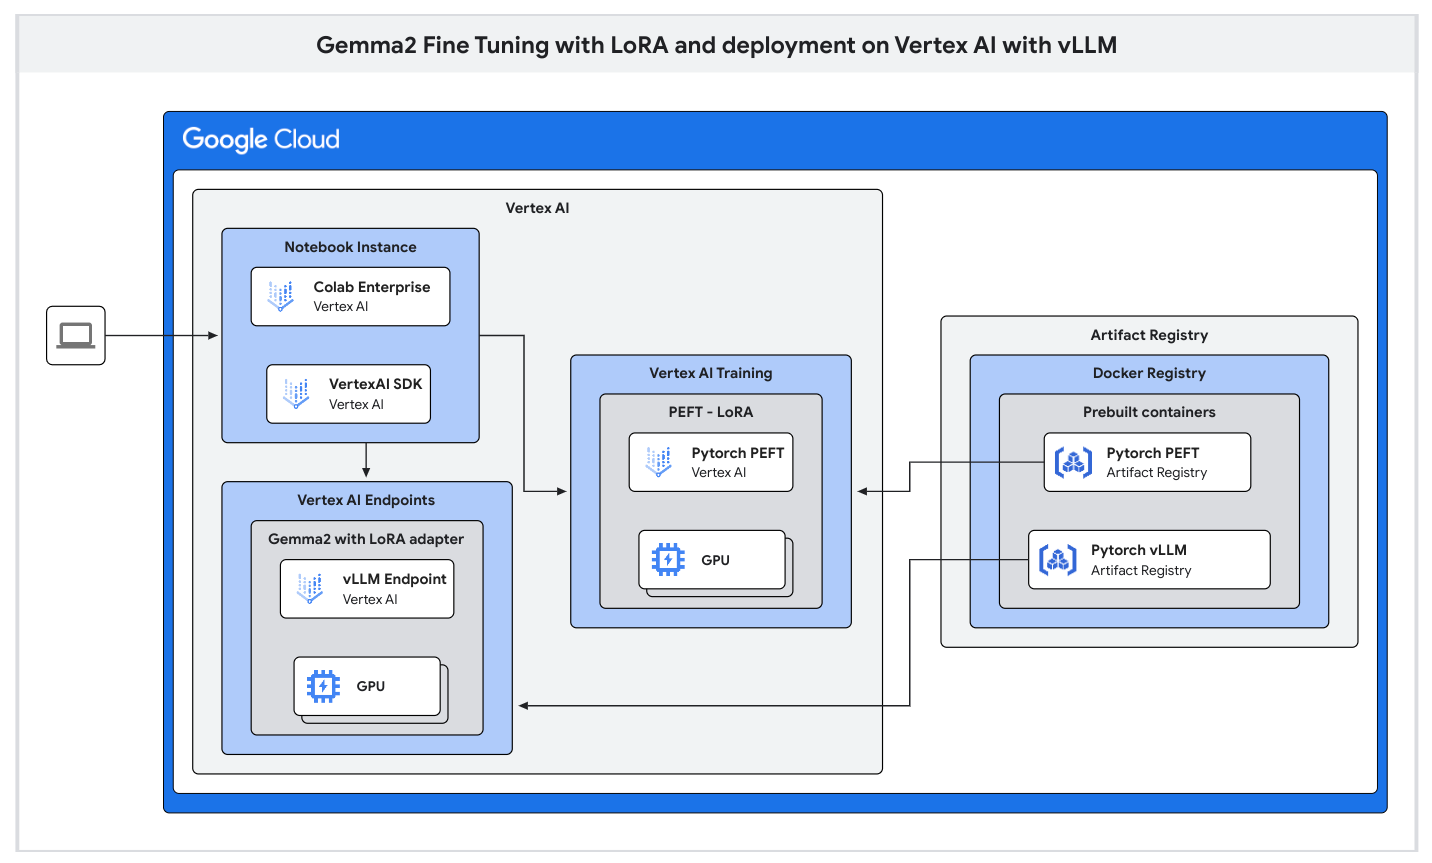 Gemma2 Fine Tuning with LoRA and deployment on Vertex AI with vLLM
Google Cloud
Vertex AI
Notebook Instance
Colab Enterprise
Vertex AI
VertexAI SDK
Vertex AI
Vertex AI Endpoints
Gemma2 with LoRA adapter
vLLM Endpoint
Vertex AI
GPU
Vertex AI Training
PEFT - LoRA
Pytorch PEFT
Vertex AI
GPU
Artifact Registry
Docker Registry
Prebuilt containers
Pytorch PEFT
Artifact Registry
Pytorch vLLM
Artifact Registry